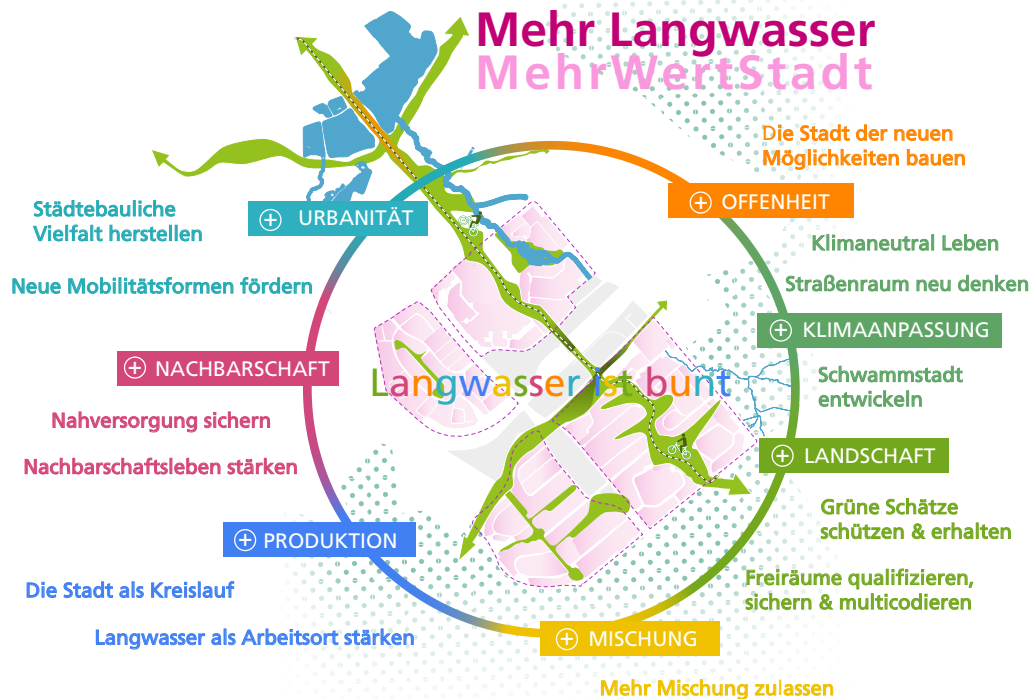 Mehr Langwasser
MehrWertStadt
Die Stadt der neuen
Möglichkeiten bauen
OFFENHEIT
Städtebauliche
Vielfalt herstellen
URBANITÄT
Neue Mobilitätsformen fördern
Klimaneutral Leben
Straßenraum neu denken
KLIMAANPASSUNG
Schwammstadt
entwickeln
NACHBARSCHAFT
Langwasser ist bunt
Nahversorgung sichern
Nachbarschaftsleben stärken
LANDSCHAFT
Grüne Schätze
schützen & erhalten
Freiräume qualifizieren,
sichern & multicodieren
PRODUKTION
Die Stadt als Kreislauf
Langwasser als Arbeitsort stärken
MISCHUNG
Mehr Mischung zulassen